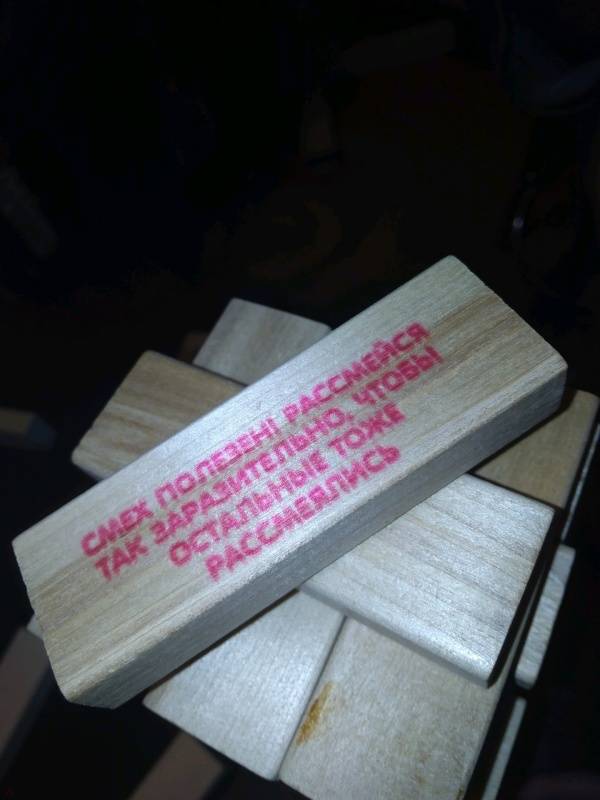 СМЕХ ПОЛЕЗЕН! РАССМЕЙСЯ
ТАК ЗАРАЗИТЕЛЬНО, ЧТОБЫ
ОСТАЛЬНЫЕ ТОЖЕ
РАССМЕЯЛИСЬ